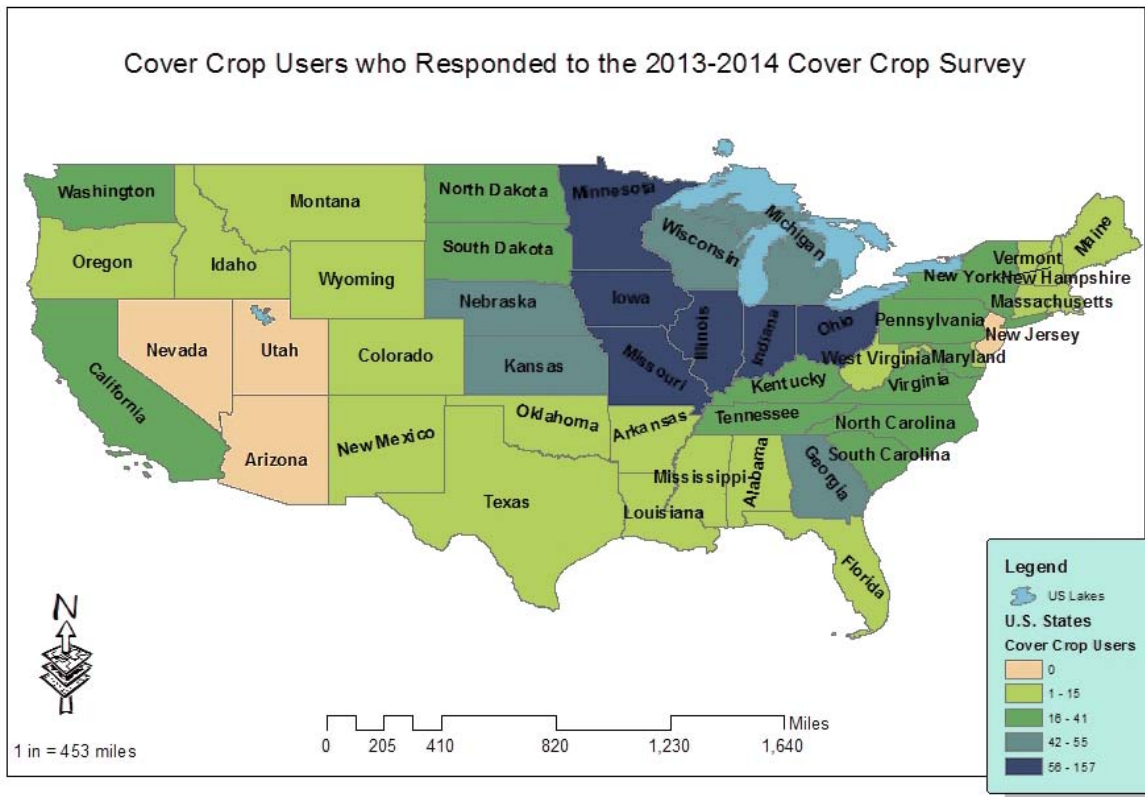 Cover Crop Users who Responded to the 2013-2014 Cover Crop Survey
Washington
Montana
North Dakota
Minnesota
Oregon
Idaho
Wyoming
South Dakota
Wisconsin
Michigan
Maine
Vermont
New York
New Hampshire
Massachusetts
Nebraska
Iowa
Illinois
Indiana
Ohio
Pennsylvania
New Jersey
Nevada
Utah
Colorado
Kansas
Missouri
West Virginia
Maryland
Kentucky
Virginia
California
Arizona
New Mexico
Oklahoma
Arkansas
Tennessee
North Carolina
South Carolina
Texas
Mississippi
Alabama
Georgia
Louisiana
Florida
Legend
US Lakes
U.S. States
Cover Crop Users
0
1 - 15
16 - 41
42 - 55
56 - 157
N
Miles
0 205 410 820 1,230 1,640
1 in = 453 miles